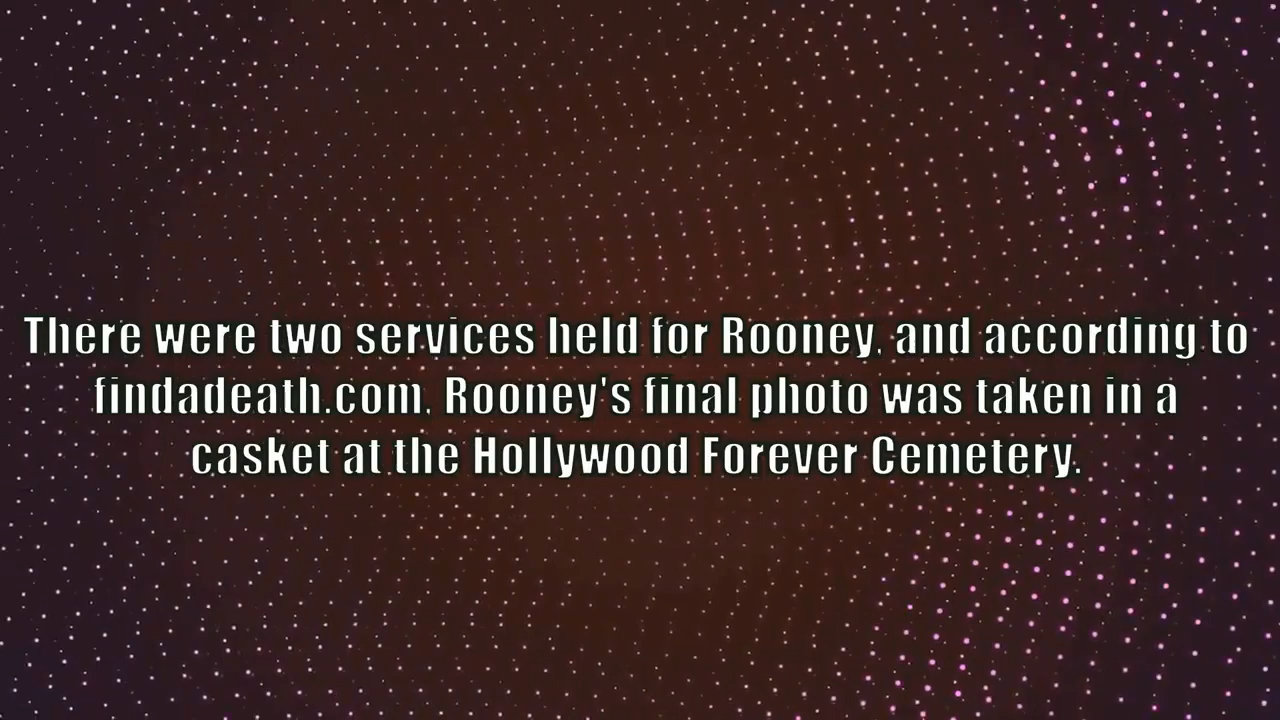 There were two services held for Rooney, and according to
findadeath.com, Rooney's final photo was taken in a
casket at the Hollywood Forever Cemetery.